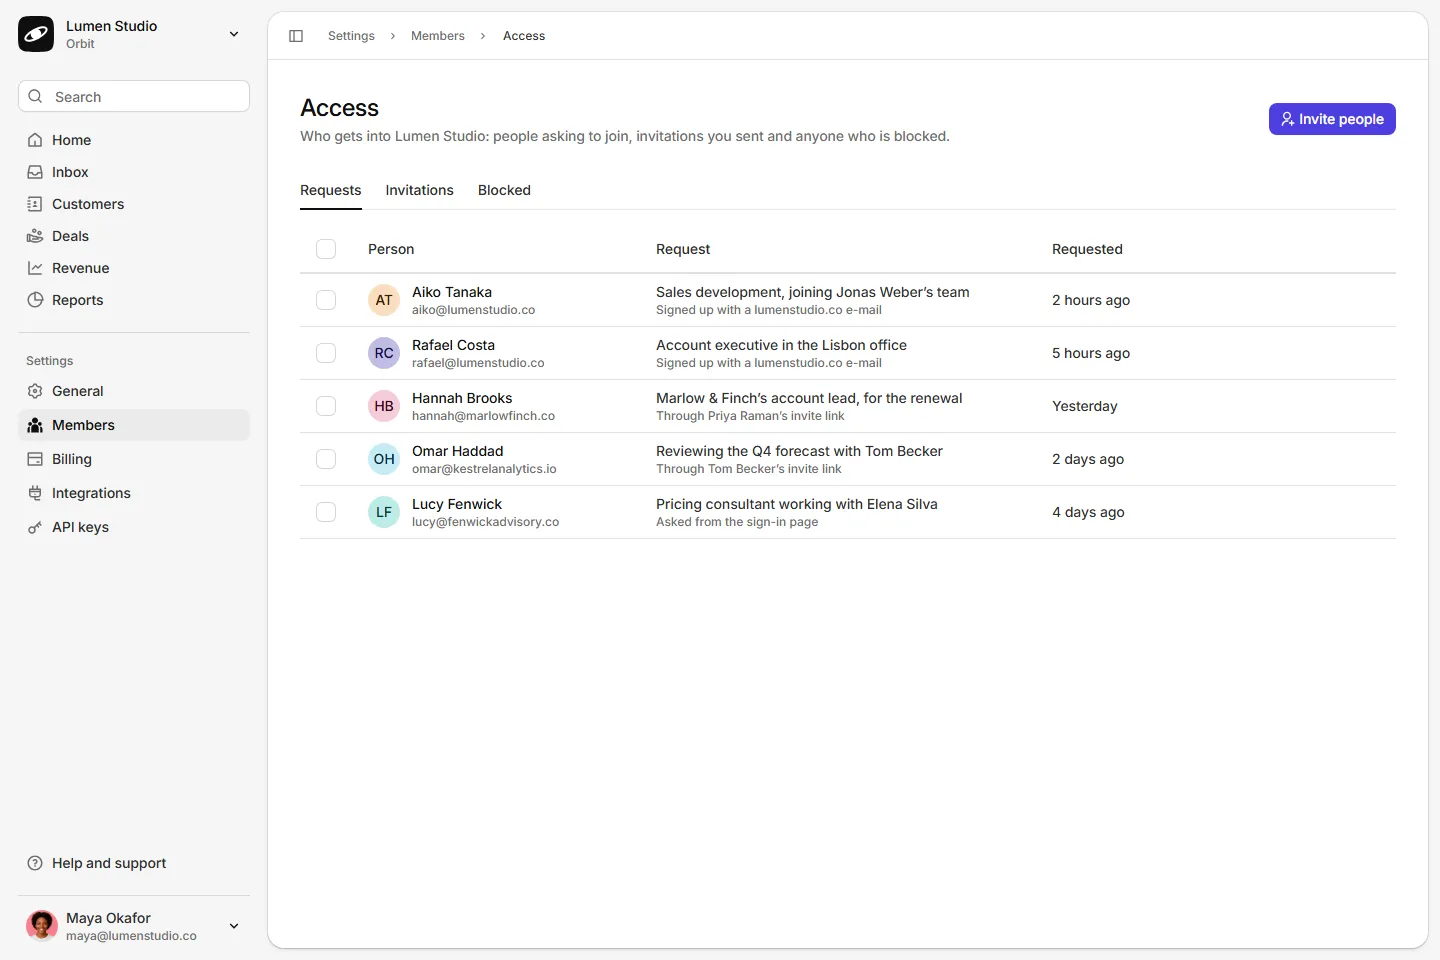 Lumen Studio
Orbit
Search
Home
Inbox
Customers
Deals
Revenue
Reports
Settings
General
Members
Billing
Integrations
API keys
Help and support
Maya Okafor
maya@lumenstudio.co
Settings > Members > Access
Access
Who gets into Lumen Studio: people asking to join, invitations you sent and anyone who is blocked.
Invite people
Requests Invitations Blocked
Person Request Requested
AT Aiko Tanaka
aiko@lumenstudio.co
Sales development, joining Jonas Weber’s team
Signed up with a lumenstudio.co e-mail
2 hours ago
RC Rafael Costa
rafael@lumenstudio.co
Account executive in the Lisbon office
Signed up with a lumenstudio.co e-mail
5 hours ago
HB Hannah Brooks
hannah@marlowfinch.co
Marlow & Finch’s account lead, for the renewal
Through Priya Raman’s invite link
Yesterday
OH Omar Haddad
omar@kestrelanalytics.io
Reviewing the Q4 forecast with Tom Becker
Through Tom Becker’s invite link
2 days ago
LF Lucy Fenwick
lucy@fenwickadvisory.co
Pricing consultant working with Elena Silva
Asked from the sign-in page
4 days ago